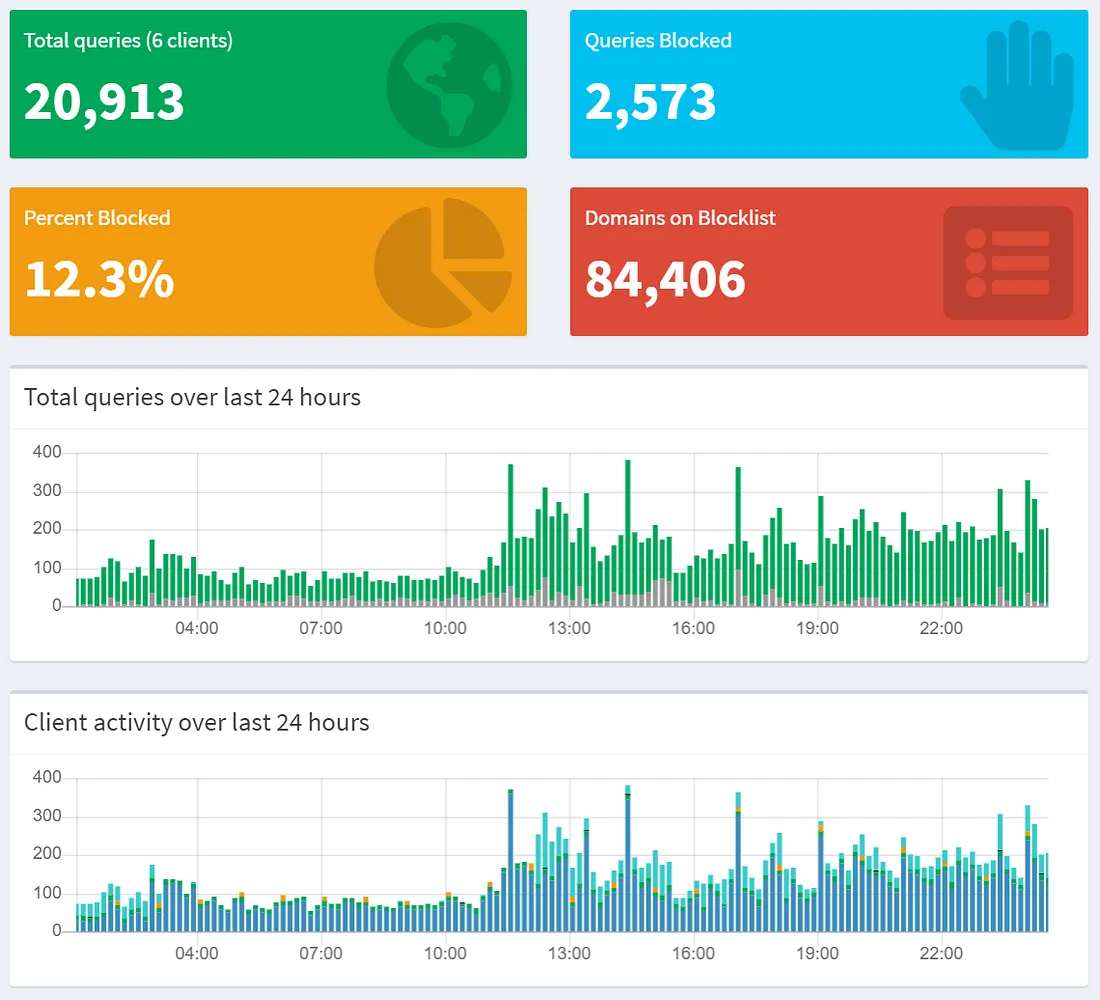 Total queries (6 clients)
20,913
Queries Blocked
2,573
Percent Blocked
12.3%
Domains on Blocklist
84,406
Total queries over last 24 hours
400
300
200
100
0
04:00 07:00 10:00 13:00 16:00 19:00 22:00
Client activity over last 24 hours
400
300
200
100
0
04:00 07:00 10:00 13:00 16:00 19:00 22:00